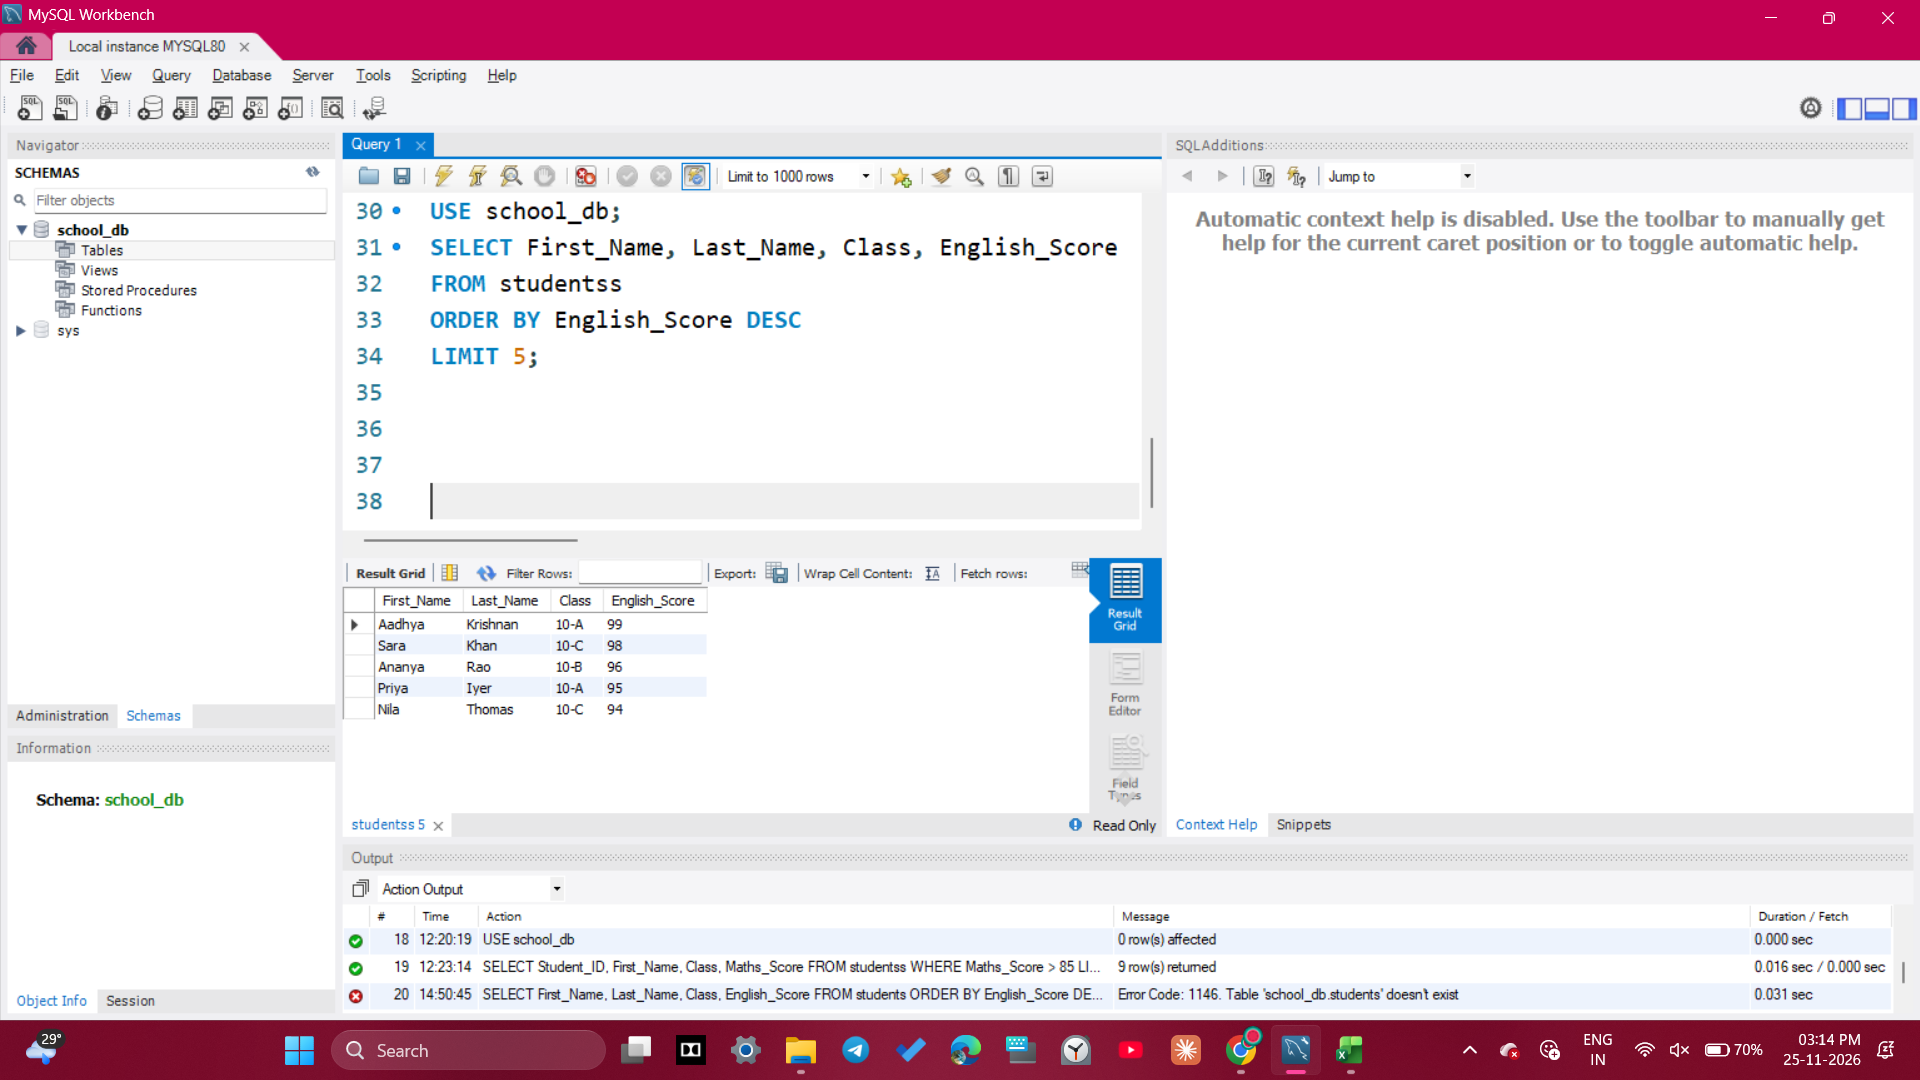 MySQL Workbench
Local instance MYSQL80
File Edit View Query Database Server Tools Scripting Help
Navigator
SCHEMAS
Filter objects
school_db
Tables
Views
Stored Procedures
Functions
sys
Administration Schemas
Information
Schema: school_db
Object Info Session
Query 1
Limit to 1000 rows
30 USE school_db;
31 SELECT First_Name, Last_Name, Class, English_Score
32 FROM studentss
33 ORDER BY English_Score DESC
34 LIMIT 5;
35
36
37
38
Result Grid Filter Rows: Export: Wrap Cell Content: Fetch rows:
First_Name Last_Name Class English_Score
Aadhya Krishnan 10-A 99
Sara Khan 10-C 98
Ananya Rao 10-B 96
Priya Iyer 10-A 95
Nila Thomas 10-C 94
Result
Grid
Form
Editor
Field
Types
studentss 5
Read Only
SQLAdditions
Jump to
Automatic context help is disabled. Use the toolbar to manually get
help for the current caret position or to toggle automatic help.
Context Help Snippets
Output
Action Output
# Time Action Message Duration / Fetch
18 12:20:19 USE school_db 0 row(s) affected 0.000 sec
19 12:23:14 SELECT Student_ID, First_Name, Class, Maths_Score FROM studentss WHERE Maths_Score > 85 LI... 9 row(s) returned 0.016 sec / 0.000 sec
20 14:50:45 SELECT First_Name, Last_Name, Class, English_Score FROM students ORDER BY English_Score DE... Error Code: 1146. Table 'school_db.students' doesn't exist 0.031 sec
29°
Search
ENG
IN
70%
03:14 PM
25-11-2026